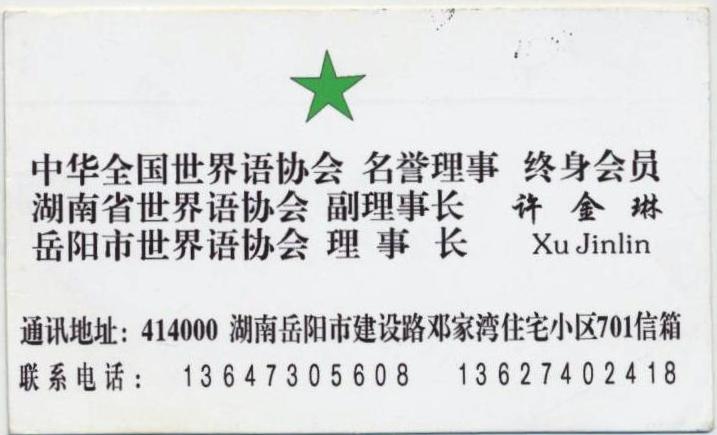 中华全国世界语协会 名誉理事 终身会员
湖南省世界语协会 副理事长 许金琳
岳阳市世界语协会 理事长 Xu Jinlin
通讯地址：414000 湖南岳阳市建设路邓家湾住宅小区701信箱
联系电话： 13647305608 13627402418